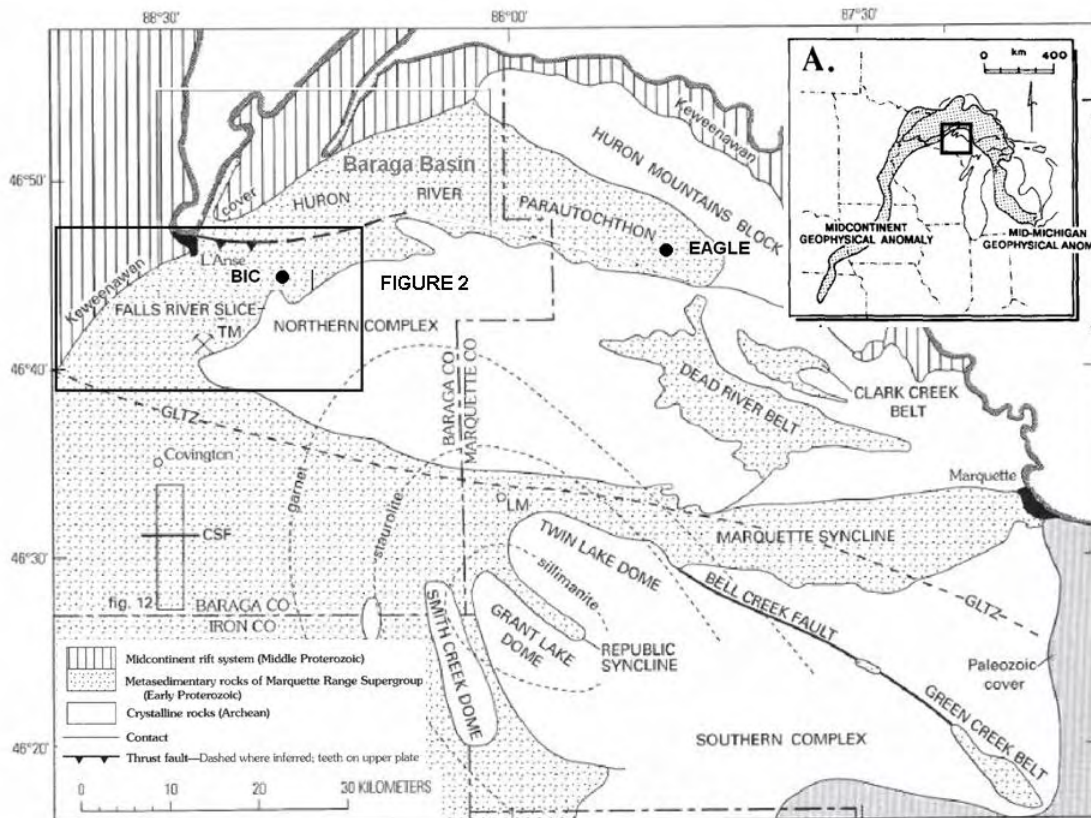 88°30'
88°00'
87°30'
A.
0 km 400
MIDCONTINENT
GEOPHYSICAL ANOMALY
MID-MICHIGAN
GEOPHYSICAL ANOM
46°50'
46°40'
46°30'
46°20'
Keweenawan
cover
Baraga Basin
HURON
RIVER
PARAUTOCHTHON
Keweenawan
HURON MOUNTAINS BLOCK
EAGLE
L'Anse
BIC
FIGURE 2
FALLS RIVER SLICE
TM
NORTHERN COMPLEX
GLTZ
Covington
CSF
fig. 12
BARAGA CO
IRON CO
BARAGA CO
MARQUETTE CO
garnet
staurolite
sillimanite
LM
DEAD RIVER BELT
CLARK CREEK
BELT
Marquette
MARQUETTE SYNCLINE
TWIN LAKE DOME
BELL CREEK FAULT
GLTZ
SMITH CREEK DOME
GRANT LAKE
DOME
REPUBLIC
SYNCLINE
Paleozoic
cover
GREEN CREEK BELT
SOUTHERN COMPLEX
Midcontinent rift system (Middle Proterozoic)
Metasedimentary rocks of Marquette Range Supergroup
(Early Proterozoic)
Crystalline rocks (Archean)
Contact
Thrust fault—Dashed where inferred; teeth on upper plate
0 10 20 30 KILOMETERS